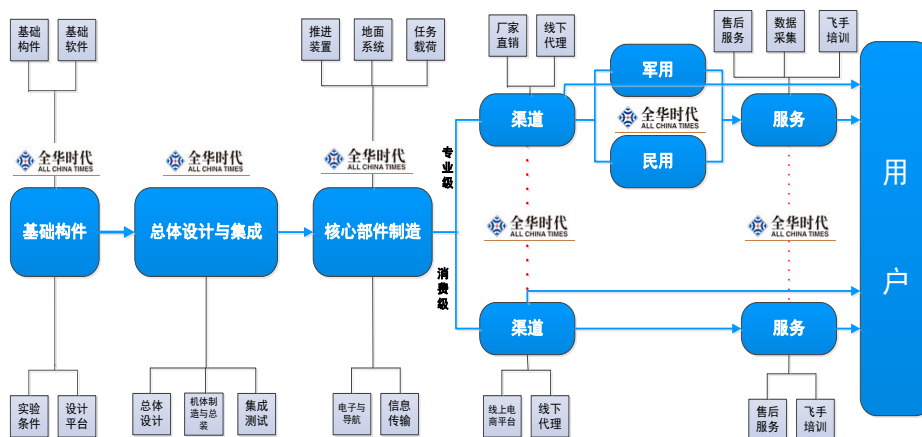 基础
构件
基础
软件
推进
装置
地面
系统
任务
载荷
厂家
直销
线下
代理
售后
服务
数据
采集
飞手
培训
军用
渠道
全华时代
ALL CHINA TIMES
服务
民用
全华时代
ALL CHINA TIMES
全华时代
ALL CHINA TIMES
全华时代
ALL CHINA TIMES
专业级
基础构件
总体设计与集成
核心部件制造
全华时代
ALL CHINA TIMES
全华时代
ALL CHINA TIMES
用户
消费级
渠道
服务
实验
条件
设计
平台
总体
设计
机体制
造与总
装
集成
测试
电子与
导航
信息
传输
线上电
商平台
线下
代理
售后
服务
飞手
培训